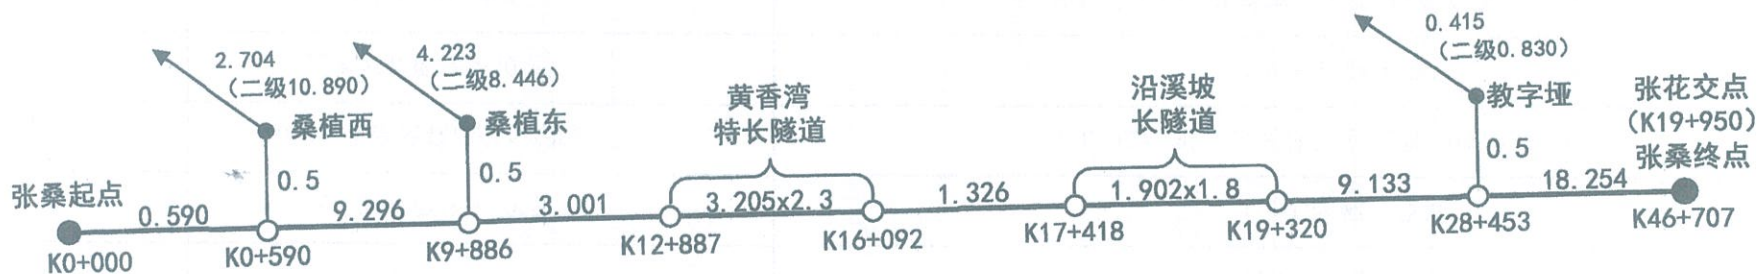 2.704
（二级10.890）
4.223
（二级8.446）
0.415
（二级0.830）
桑植西
桑植东
黄香湾
特长隧道
沿溪坡
长隧道
教字垭
张花交点
（K19+950）
张桑终点
张桑起点
0.5
0.5
0.5
0.590
9.296
3.001
3.205x2.3
1.326
1.902x1.8
9.133
18.254
K0+000
K0+590
K9+886
K12+887
K16+092
K17+418
K19+320
K28+453
K46+707